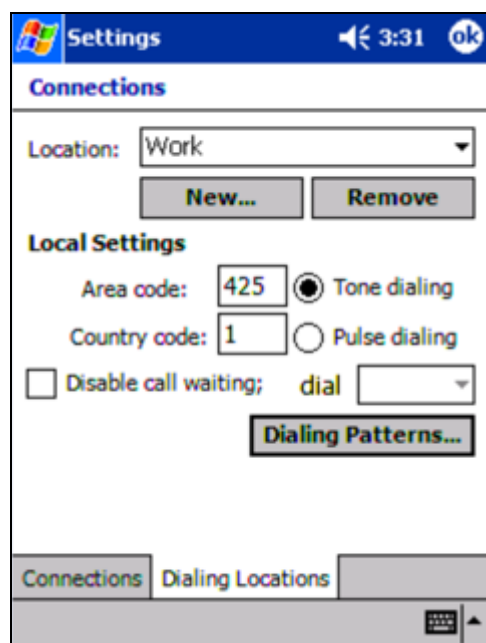 Settings 3:31 ok
Connections
Location: Work
New... Remove
Local Settings
Area code: 425 Tone dialing
Country code: 1 Pulse dialing
Disable call waiting; dial
Dialing Patterns...
Connections Dialing Locations